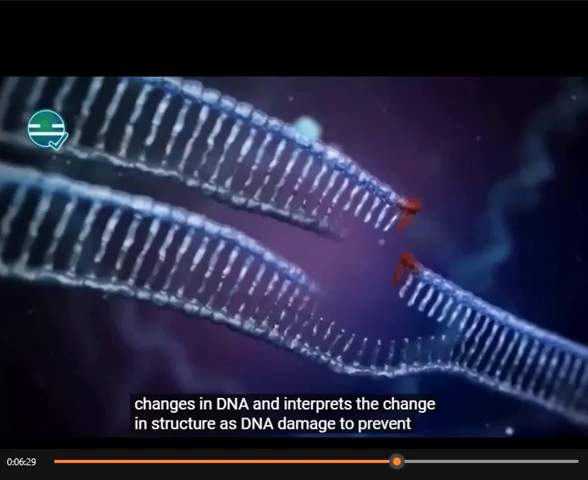 changes in DNA and interprets the change
in structure as DNA damage to prevent
0:06:29